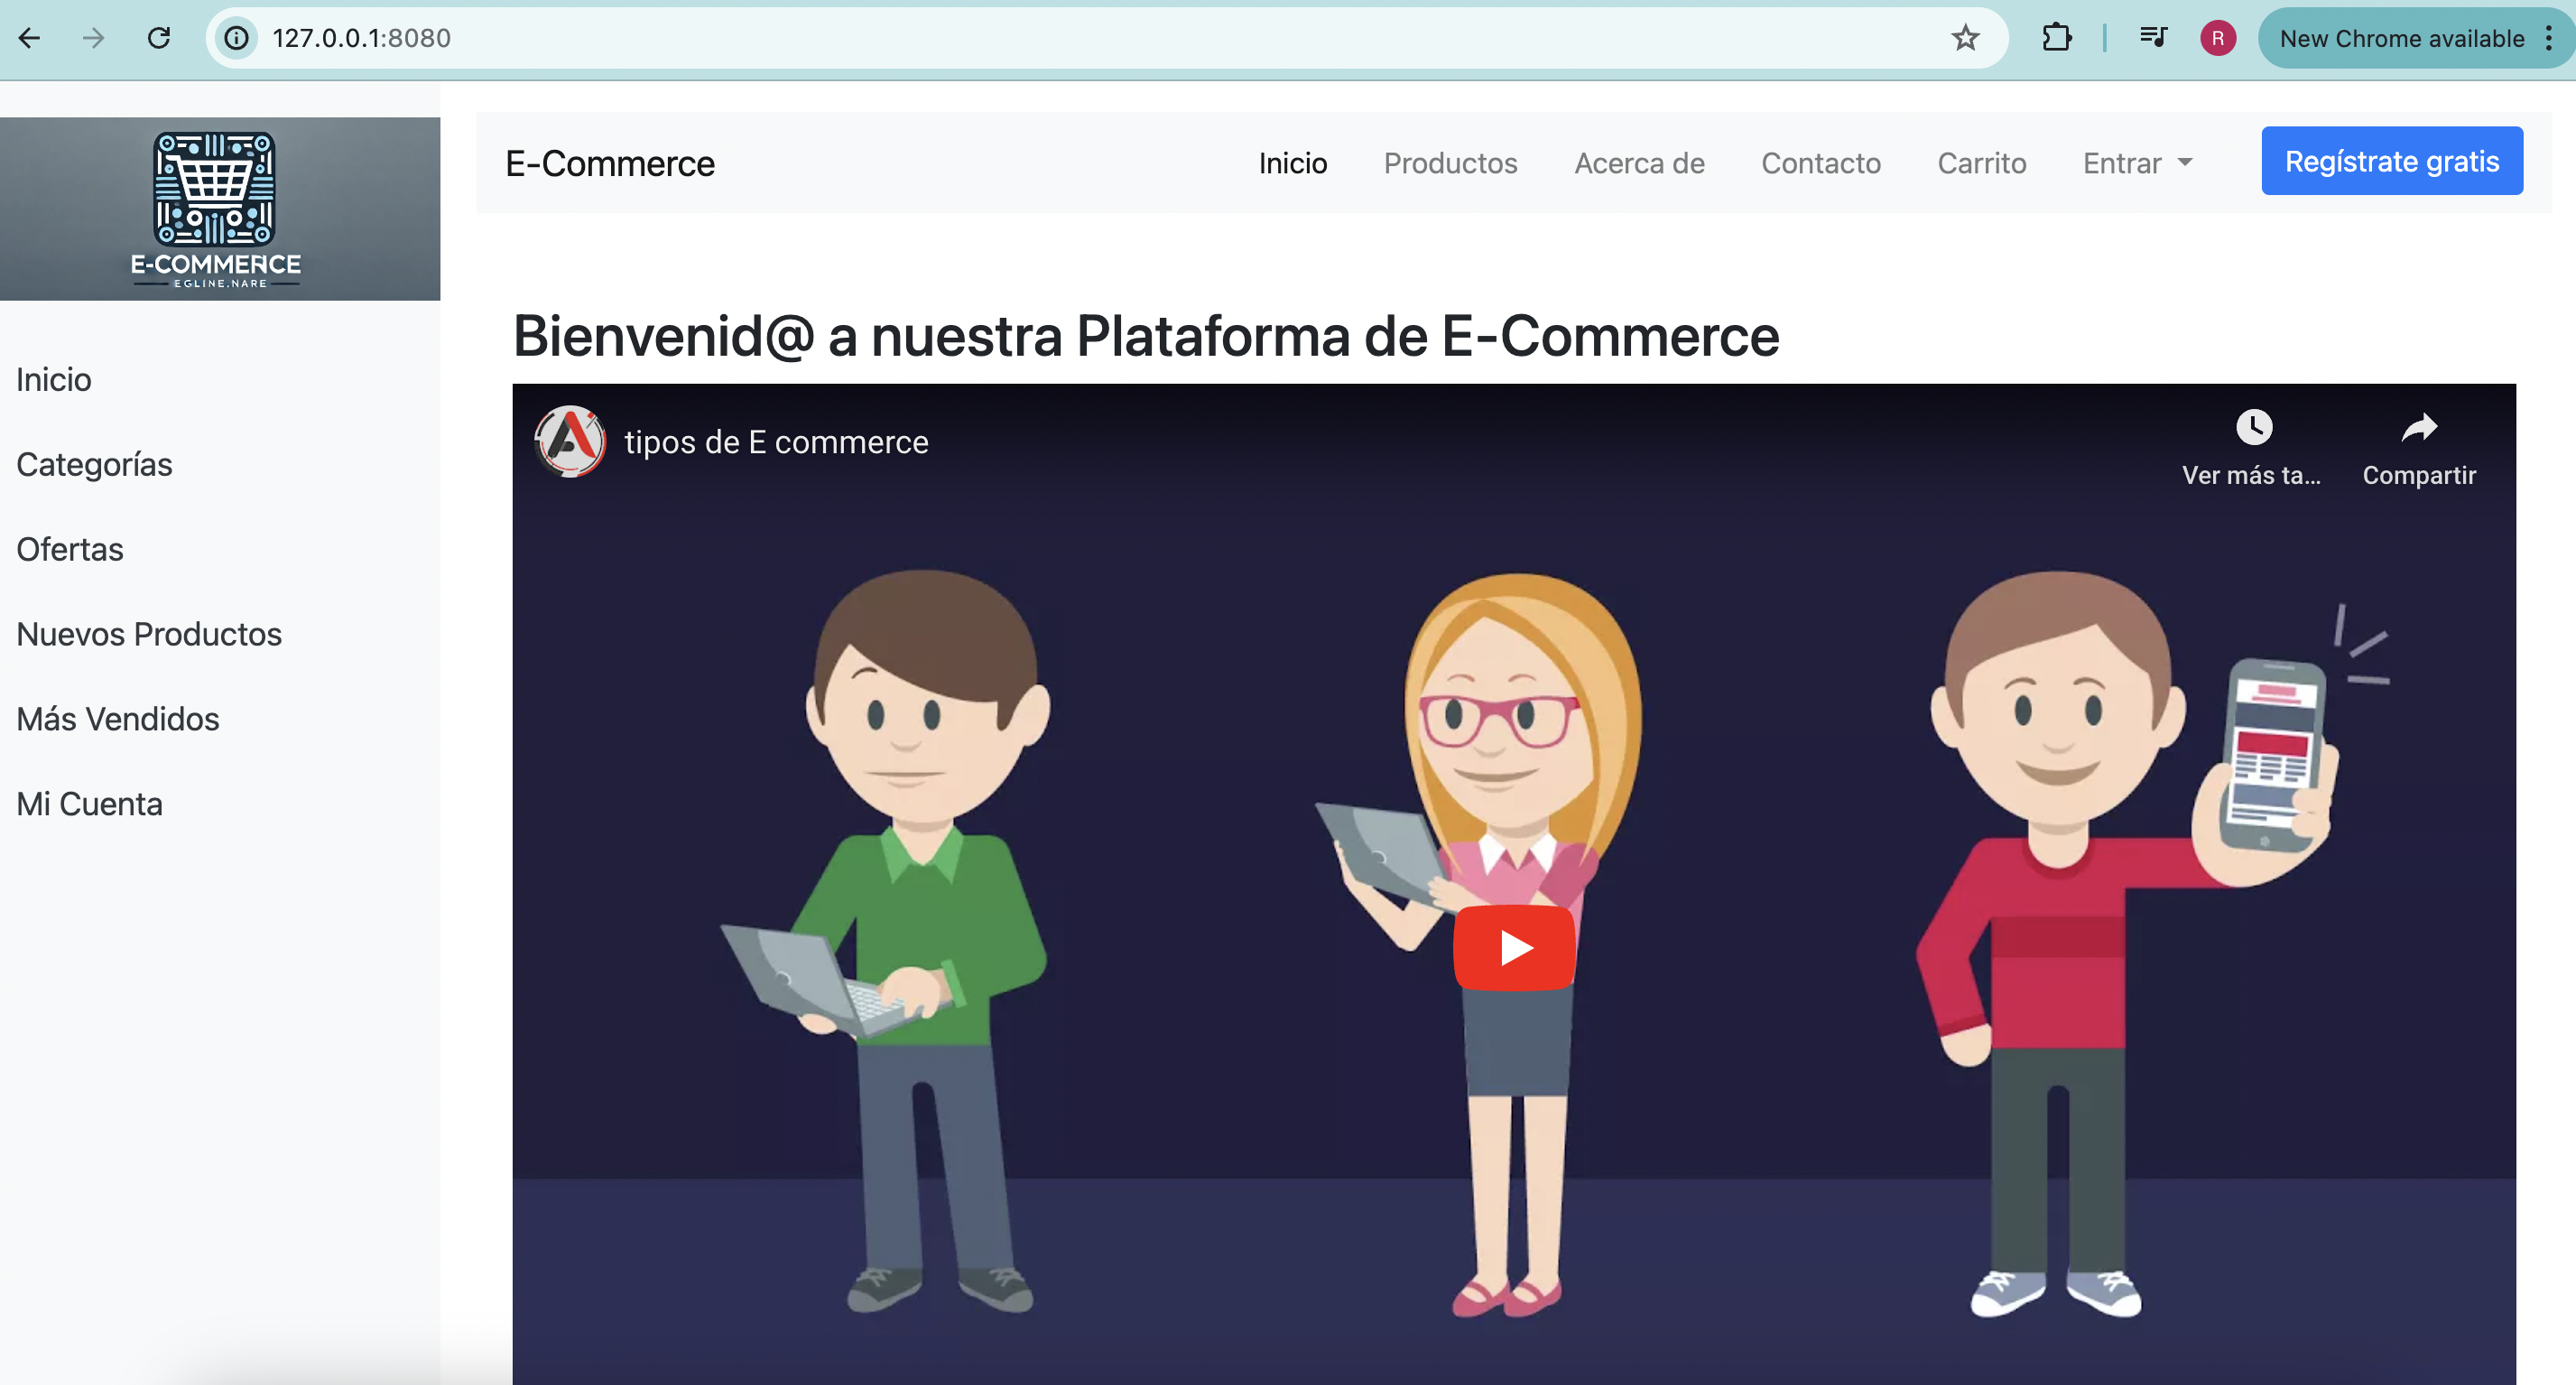 127.0.0.1:8080
R
New Chrome available
E-COMMERCE
EGLINE.NARE
E-Commerce
Inicio
Productos
Acerca de
Contacto
Carrito
Entrar
Regístrate gratis
Inicio
Categorías
Ofertas
Nuevos Productos
Más Vendidos
Mi Cuenta
Bienvenid@ a nuestra Plataforma de E-Commerce
tipos de E commerce
Ver más ta...
Compartir